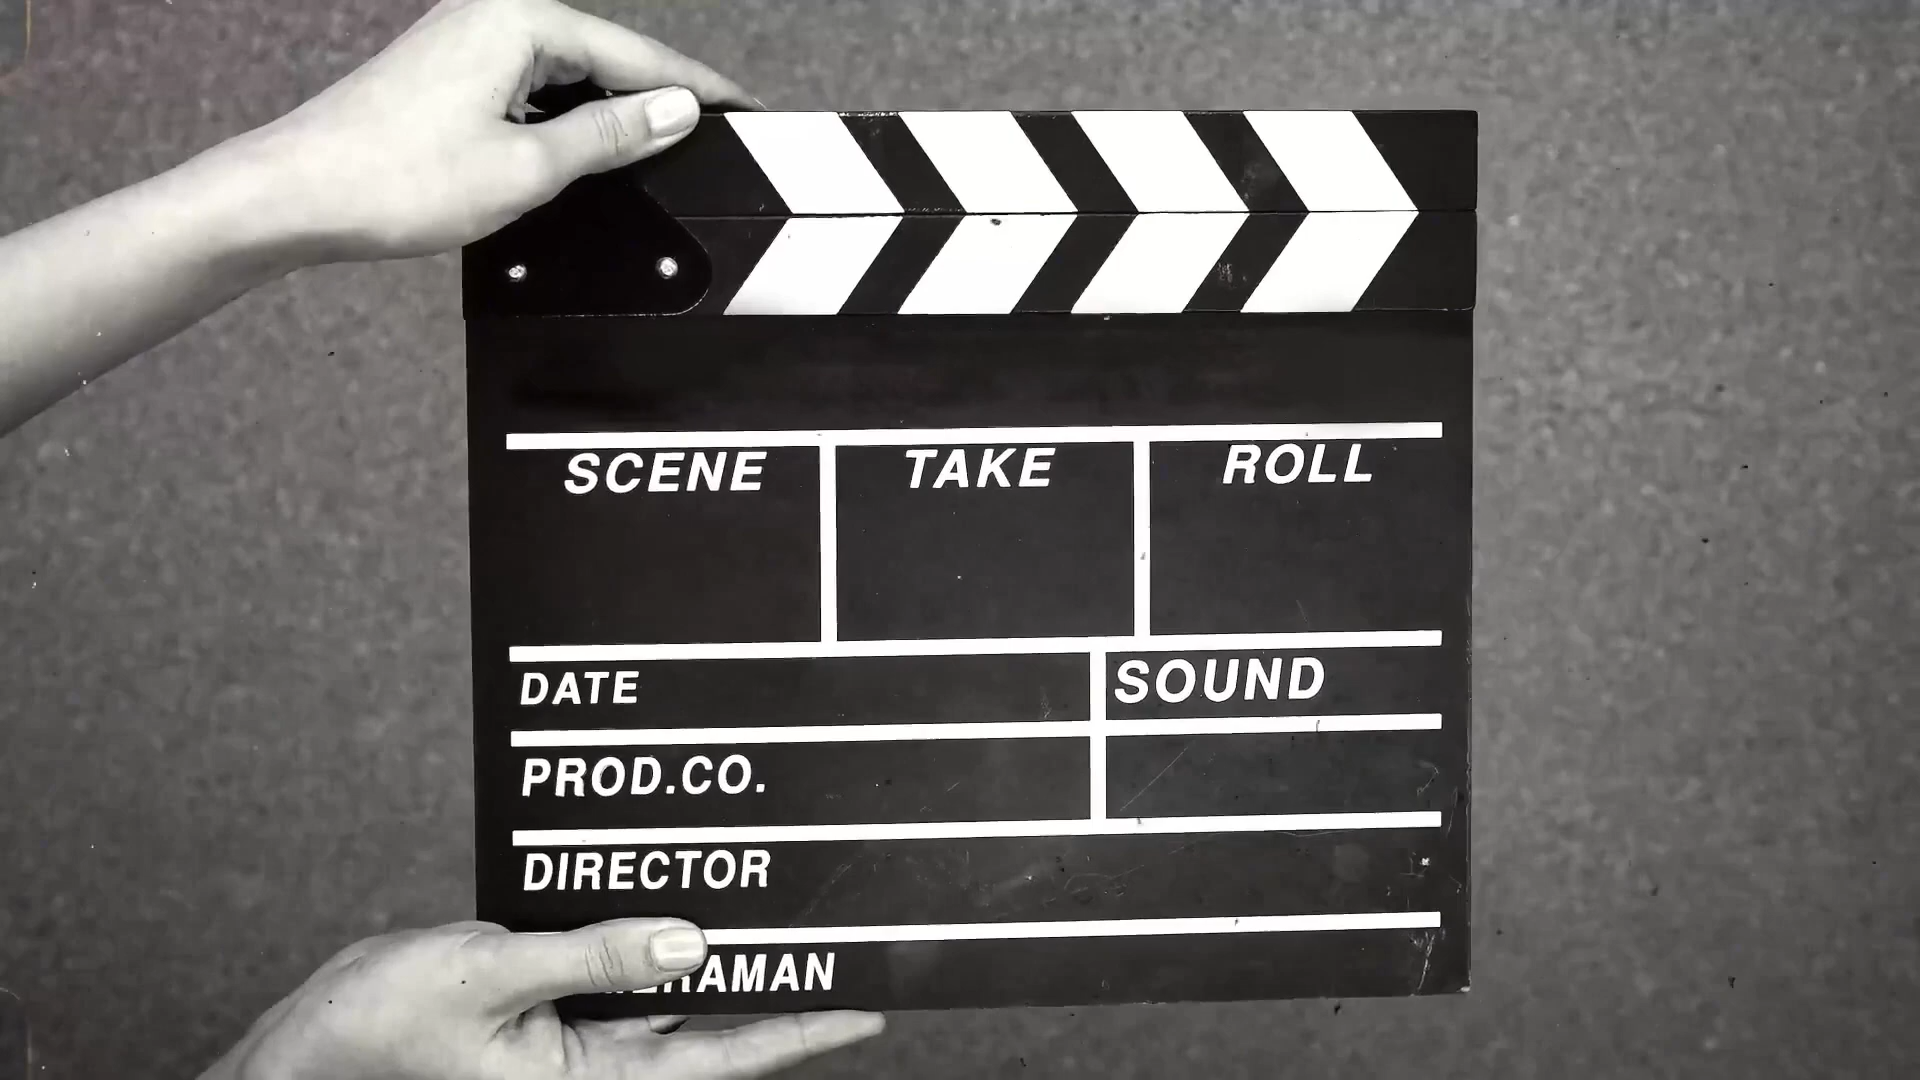 SCENE TAKE ROLL
DATE SOUND
PROD.CO.
DIRECTOR